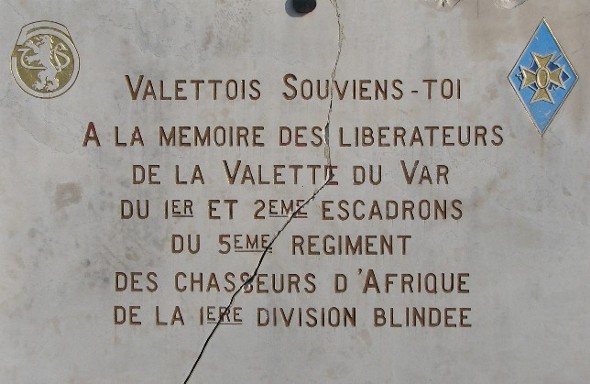 VALETTOIS SOUVIENS-TOI
A LA MEMOIRE DES LIBERATEURS
DE LA VALETTE DU VAR
DU 1ER ET 2EME ESCADRONS
DU 5EME REGIMENT
DES CHASSEURS D'AFRIQUE
DE LA 1ERE DIVISION BLINDEE